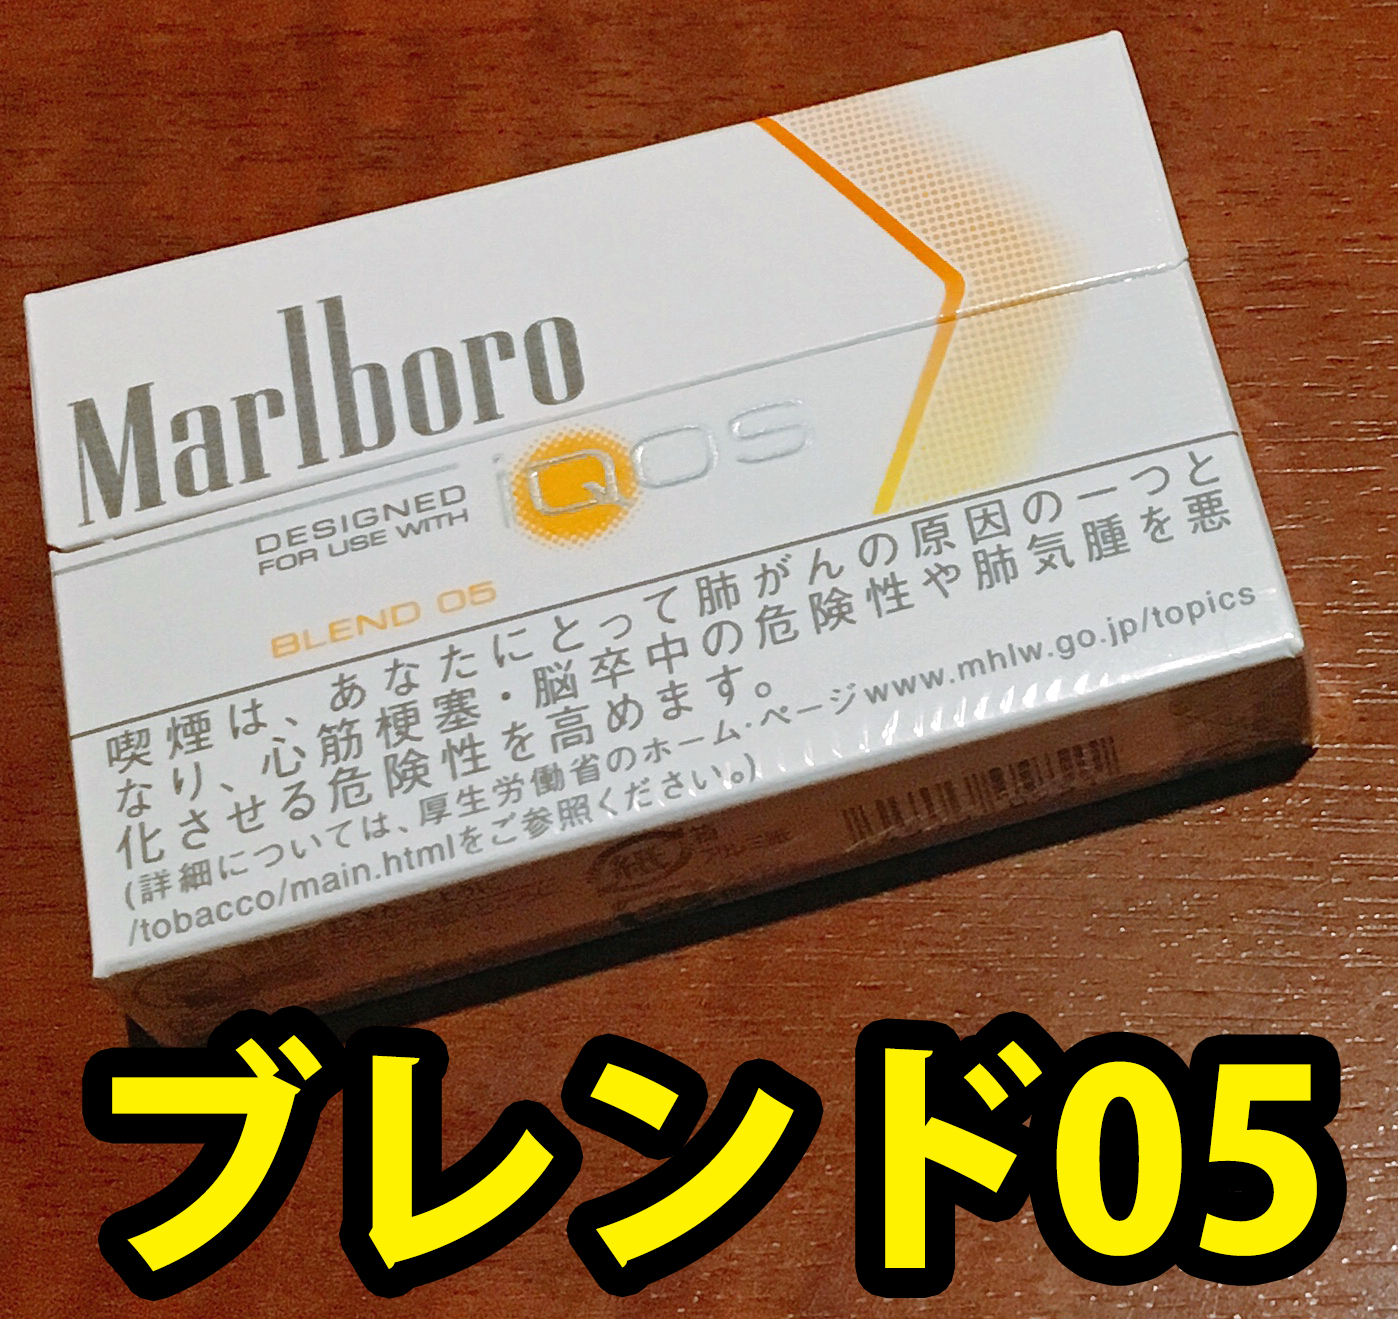 Marlboro
DESIGNED
FOR USE WITH
iQOS
BLEND 05
喫煙は、あなたにとって肺がんの原因の一つと
なり、心筋梗塞・脳卒中の危険性や肺気腫を悪
化させる危険性を高めます。
(詳細については、厚生労働省のホーム・ページwww.mhlw.go.jp/topics
/tobacco/main.htmlをご参照ください。)
ブレンド05